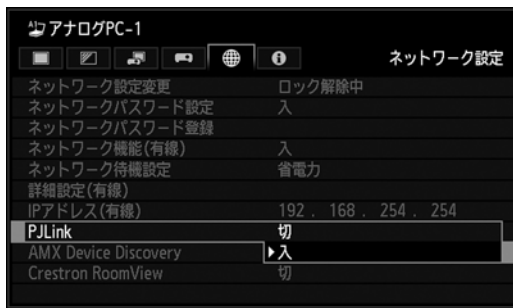 アナログPC-1
ネットワーク設定
ネットワーク設定変更 ロック解除中
ネットワークパスワード設定 入
ネットワークパスワード登録
ネットワーク機能(有線) 入
ネットワーク待機設定 省電力
詳細設定(有線)
IPアドレス(有線) 192 . 168 . 254 . 254
PJLink 切
AMX Device Discovery 入
Crestron RoomView 切